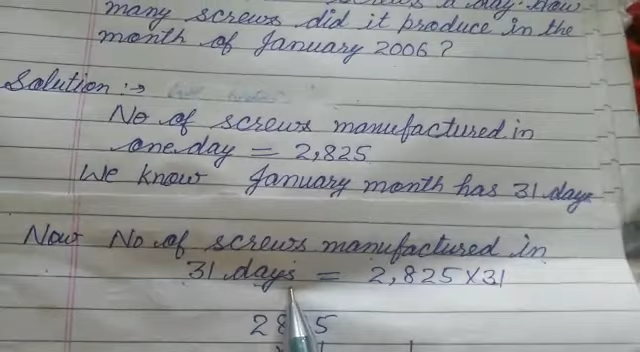 a day. How
many screws did it produce in the
month of January 2006?
Solution :→
No of screws manufactured in
one day = 2,825
We know January month has 31 days
Now No of screws manufactured in
31 days = 2,825×31